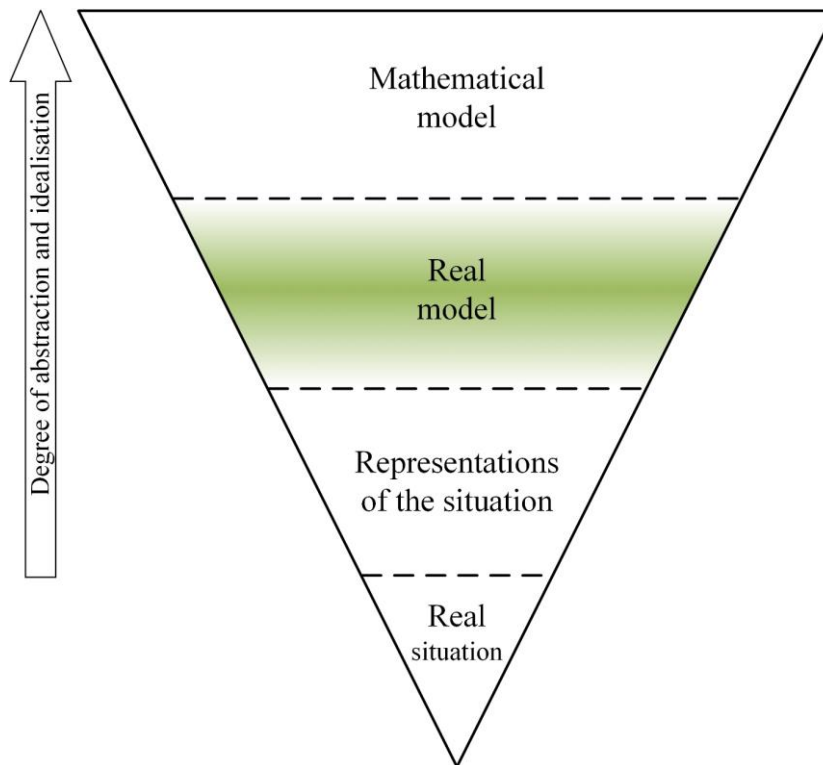 Degree of abstraction and idealisation
Mathematical
model
Real
model
Representations
of the situation
Real
situation